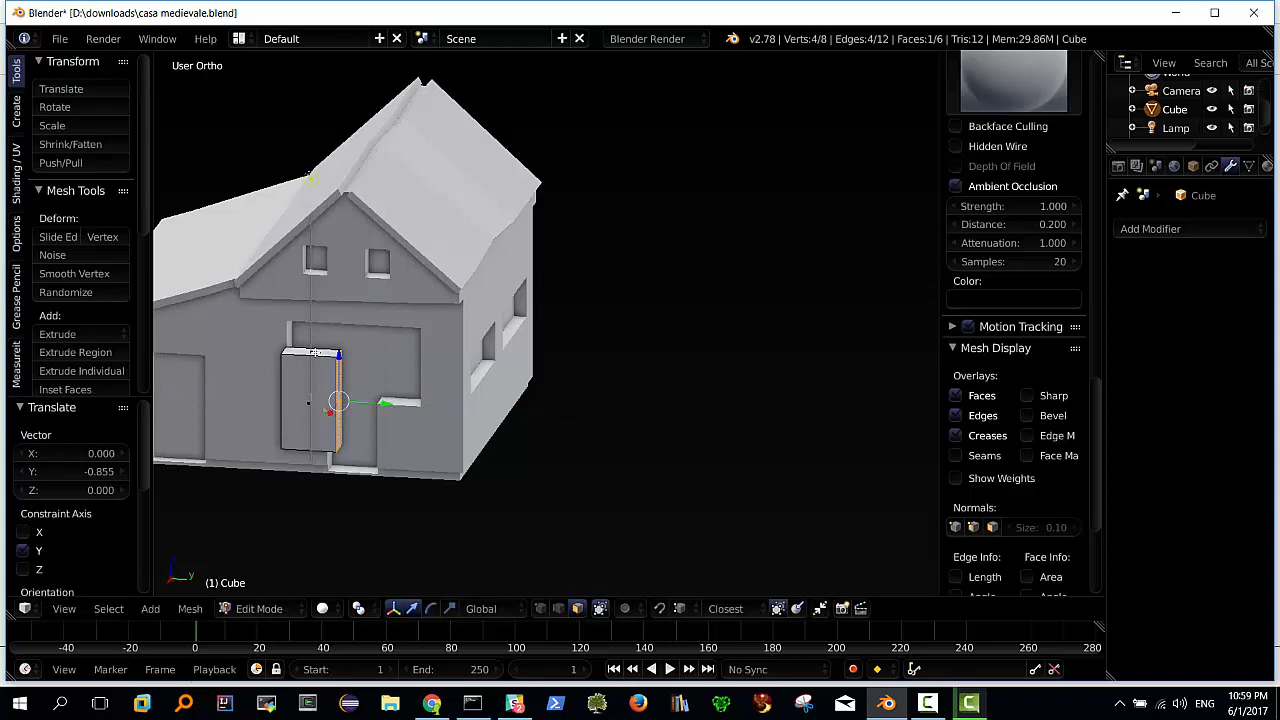 Blender* [D:\downloads\casa medievale.blend]
File Render Window Help Default Scene Blender Render v2.78 | Verts:4/8 | Edges:4/12 | Faces:1/6 | Tris:12 | Mem:29.86M | Cube
Tools
Create
Shading / UV
Options
Grease Pencil
Measureit
Transform
Translate
Rotate
Scale
Shrink/Fatten
Push/Pull
Mesh Tools
Deform:
Slide Ed Vertex
Noise
Smooth Vertex
Randomize
Add:
Extrude
Extrude Region
Extrude Individual
Inset Faces
Translate
Vector
X: 0.000
Y: -0.855
Z: 0.000
Constraint Axis
X
Y
Z
Orientation
User Ortho
z
y
(1) Cube
Backface Culling
Hidden Wire
Depth Of Field
Ambient Occlusion
Strength: 1.000
Distance: 0.200
Attenuation: 1.000
Samples: 20
Color:
Motion Tracking
Mesh Display
Overlays:
Faces Sharp
Edges Bevel
Creases Edge M
Seams Face Ma
Show Weights
Normals:
Size: 0.10
Edge Info: Face Info:
Length Area
View Search All Sc
World
Camera
Cube
Lamp
Cube
Add Modifier
View Select Add Mesh Edit Mode Global Closest
-40 -20 0 20 40 60 80 100 120 140 160 180 200 220 240 260 280
View Marker Frame Playback Start: 1 End: 250 1 No Sync
ENG
10:59 PM
6/1/2017